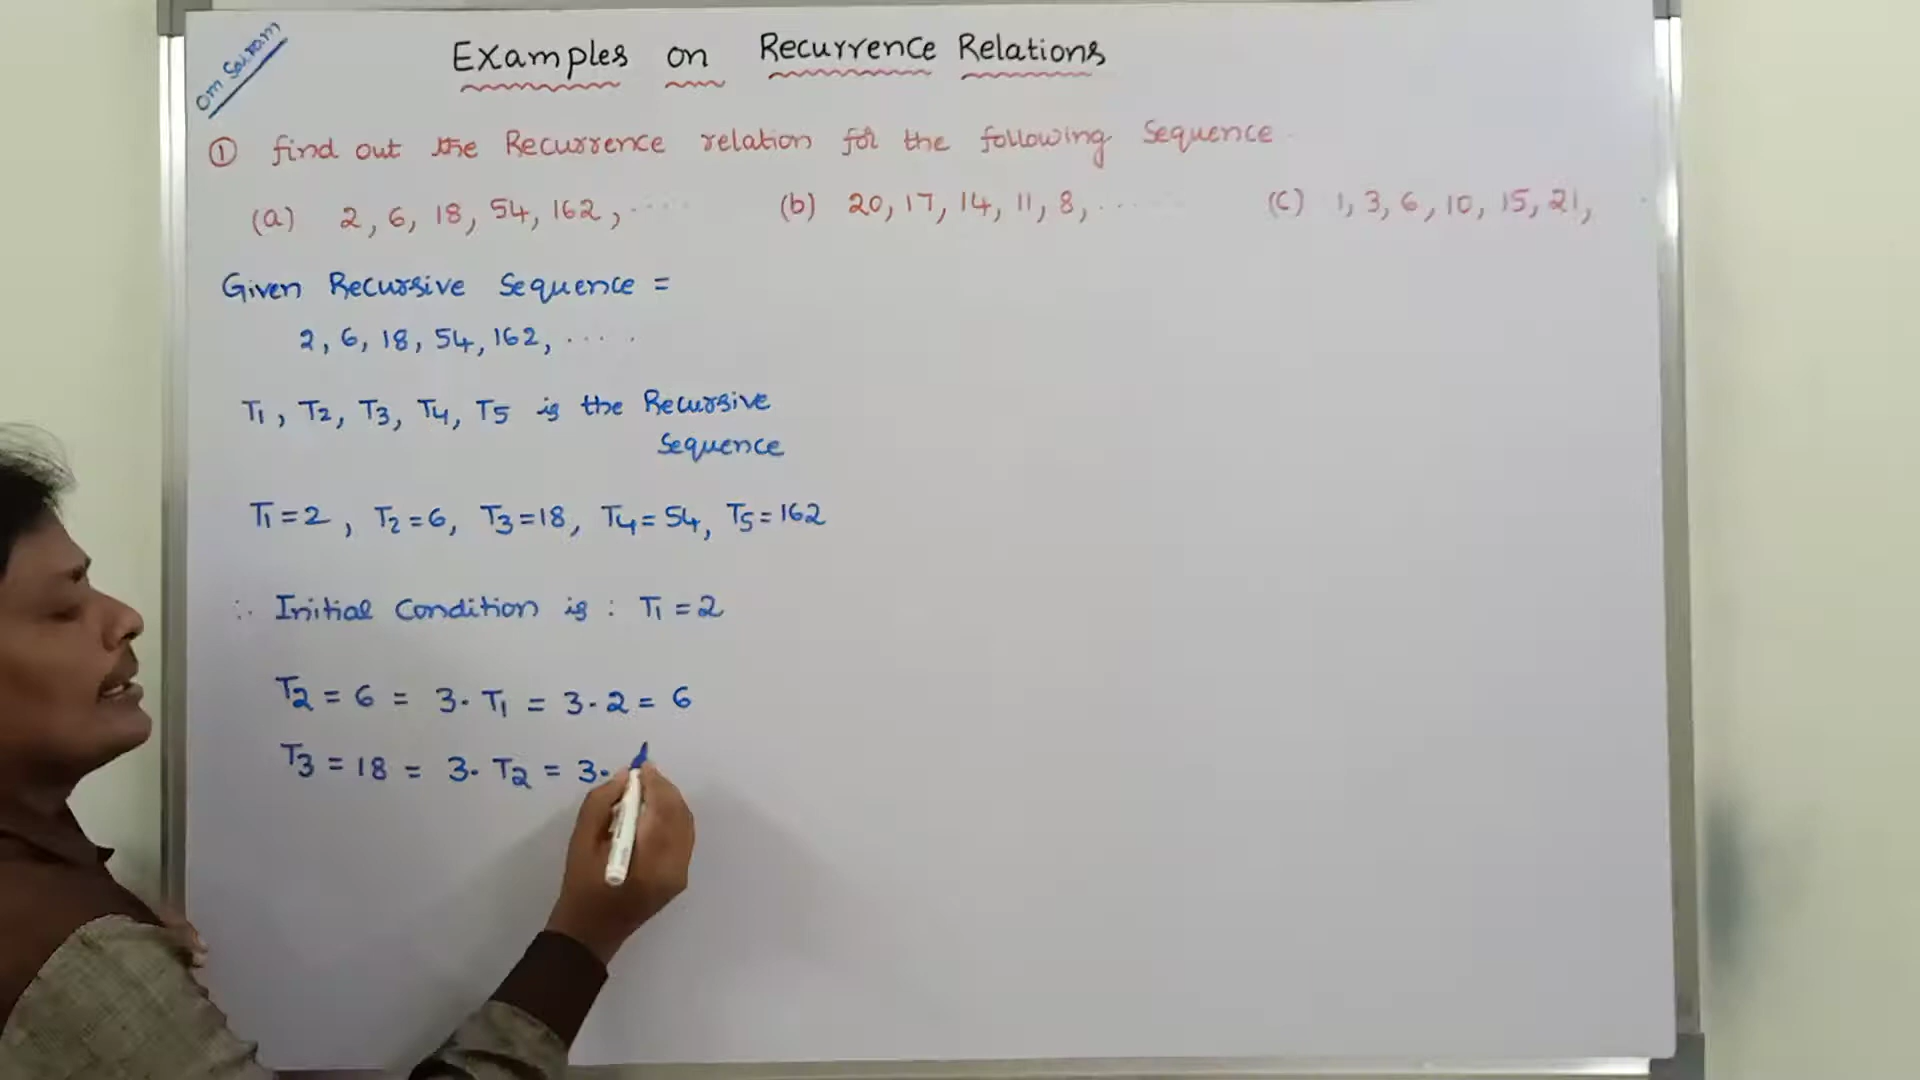 Om Sairam
Examples on Recurrence Relations
① find out the Recurrence relation for the following Sequence
(a) 2, 6, 18, 54, 162, ..... (b) 20, 17, 14, 11, 8, ..... (c) 1, 3, 6, 10, 15, 21,
Given Recursive Sequence =
2, 6, 18, 54, 162, .....
T1, T2, T3, T4, T5 is the Recursive
Sequence
T1 = 2, T2 = 6, T3 = 18, T4 = 54, T5 = 162
∴ Initial Condition is : T1 = 2
T2 = 6 = 3· T1 = 3·2 = 6
T3 = 18 = 3· T2 = 3·